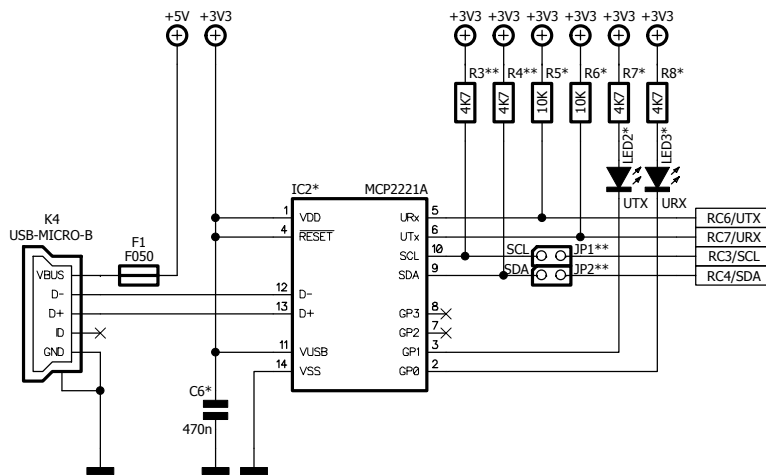 +5V +3V3 +3V3 +3V3 +3V3 +3V3 +3V3 +3V3
R3** R4** R5* R6* R7* R8*
4K7 4K7 10K 10K 4K7 4K7
LED2* LED3*
UTX URX
IC2* MCP2221A
K4
USB-MICRO-B
F1
F050
1 VDD URx 5 RC6/UTX
4 RESET UTx 6 RC7/URX
SCL 10 SCL JP1** RC3/SCL
VBUS SDA 9 SDA JP2** RC4/SDA
D- 12 D-
D+ 13 D+ GP3 8
ID GP2 7
GND 11 VUSB GP1 3
14 VSS GP0 2
C6*
470n